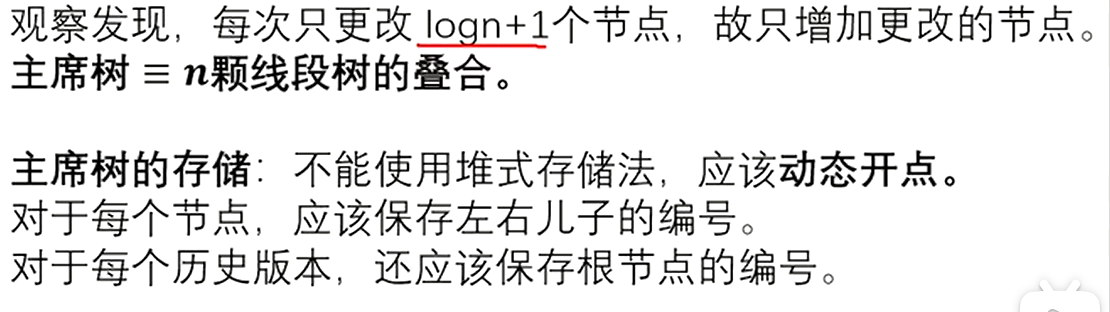 观察发现，每次只更改 logn+1个节点，故只增加更改的节点。
主席树 ≡ n颗线段树的叠合。
主席树的存储：不能使用堆式存储法，应该动态开点。
对于每个节点，应该保存左右儿子的编号。
对于每个历史版本，还应该保存根节点的编号。